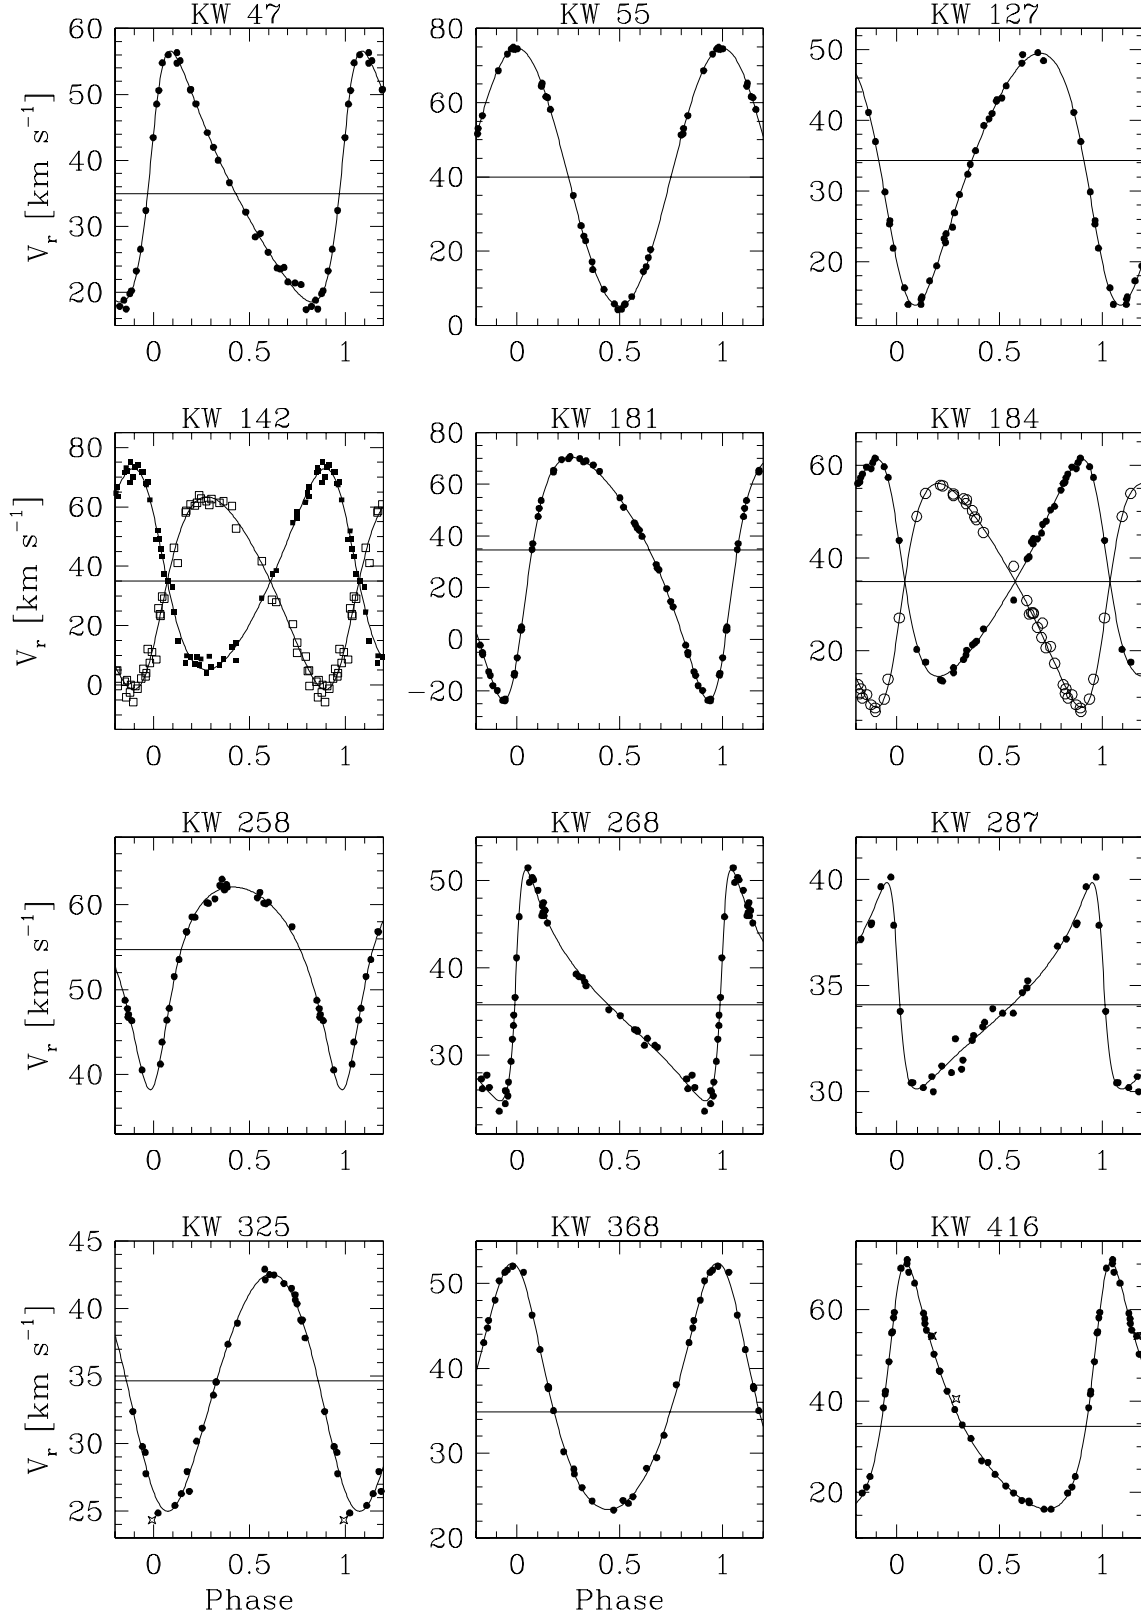 KW 47 KW 55 KW 127
60 80 50
50 60 40
40 40 30
30 20 20
20 0
V_r [km s⁻¹]
0 0.5 1 0 0.5 1 0 0.5 1
KW 142 KW 181 KW 184
80 80 60
60 60 40
40 40 20
20 20
0 0
−20
V_r [km s⁻¹]
0 0.5 1 0 0.5 1 0 0.5 1
KW 258 KW 268 KW 287
60 50 40
50 40 35
40 30 30
V_r [km s⁻¹]
0 0.5 1 0 0.5 1 0 0.5 1
KW 325 KW 368 KW 416
45 50 60
40 40 40
35 30 20
30 20
25
V_r [km s⁻¹]
0 0.5 1 0 0.5 1 0 0.5 1
Phase Phase